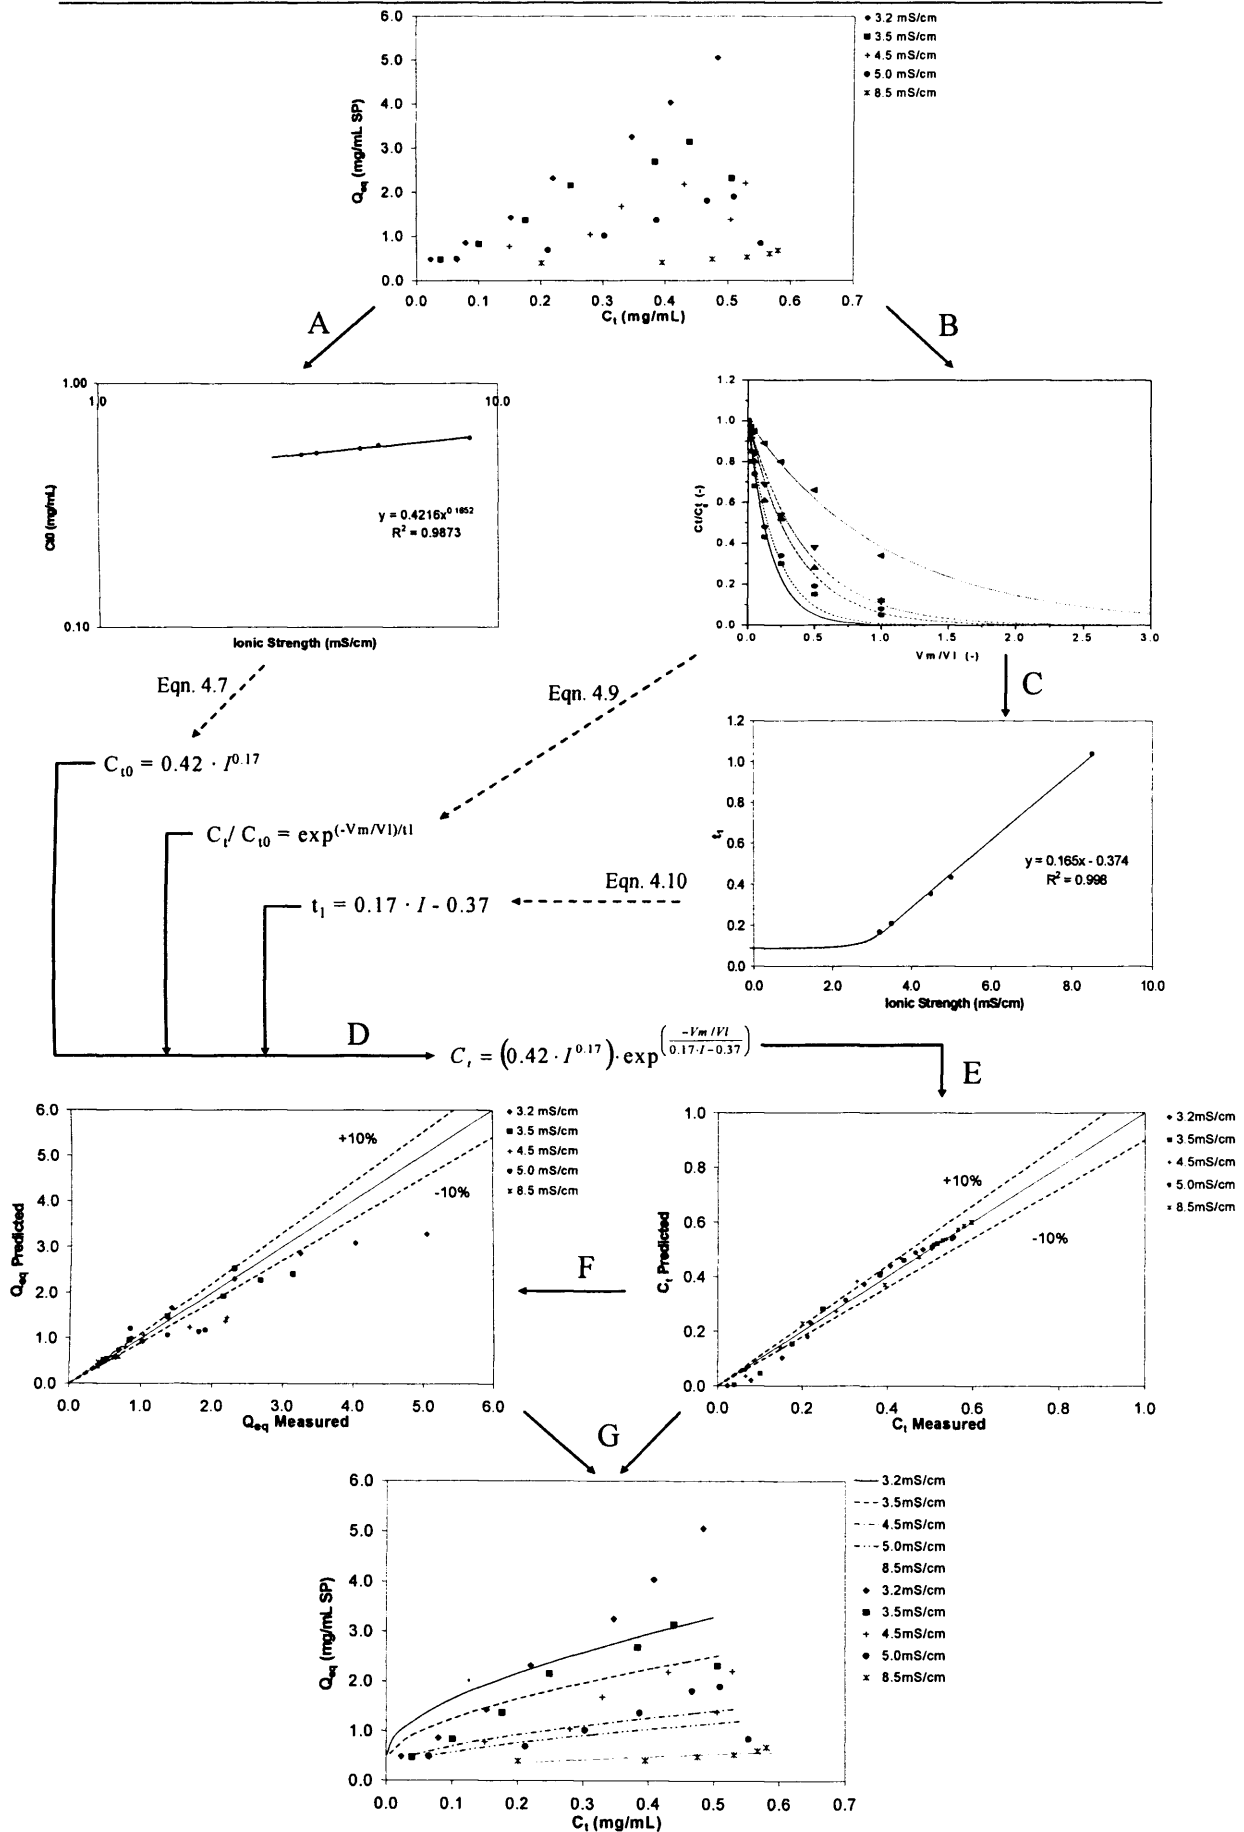 6.0
5.0
4.0
3.0
2.0
1.0
0.0
Qeq (mg/mL SP)
0.0 0.1 0.2 0.3 0.4 0.5 0.6 0.7
Ct (mg/mL)
3.2 mS/cm
3.5 mS/cm
4.5 mS/cm
5.0 mS/cm
8.5 mS/cm
A
B
1.00
1.0
10.0
0.10
Ct0 (mg/mL)
y = 0.4216x^0.1652
R² = 0.9873
Ionic Strength (mS/cm)
1.2
1.0
0.8
0.6
0.4
0.2
0.0
0.0 0.5 1.0 1.5 2.0 2.5 3.0
Vm/Vl (-)
Eqn. 4.7
Eqn. 4.9
C
Ct0 = 0.42 · I^0.17
Ct/ Ct0 = exp^(-Vm/Vl)/tl
Eqn. 4.10
t1 = 0.17 · I - 0.37
1.2
1.0
0.8
0.6
0.4
0.2
0.0
t1
y = 0.165x - 0.374
R² = 0.998
0.0 2.0 4.0 6.0 8.0 10.0
Ionic Strength (mS/cm)
D
Ct = (0.42 · I^0.17) · exp^(-Vm/Vl / 0.17·I-0.37)
E
6.0
5.0
4.0
3.0
2.0
1.0
0.0
Qeq Predicted
+10%
-10%
0.0 1.0 2.0 3.0 4.0 5.0 6.0
Qeq Measured
3.2 mS/cm
3.5 mS/cm
4.5 mS/cm
5.0 mS/cm
8.5 mS/cm
F
1.0
0.8
0.6
0.4
0.2
0.0
Ct Predicted
+10%
-10%
0.0 0.2 0.4 0.6 0.8 1.0
Ct Measured
3.2mS/cm
3.5mS/cm
4.5mS/cm
5.0mS/cm
8.5mS/cm
G
6.0
5.0
4.0
3.0
2.0
1.0
0.0
Qeq (mg/mL SP)
0.0 0.1 0.2 0.3 0.4 0.5 0.6 0.7
Ct (mg/mL)
3.2mS/cm
3.5mS/cm
4.5mS/cm
5.0mS/cm
8.5mS/cm
3.2mS/cm
3.5mS/cm
4.5mS/cm
5.0mS/cm
8.5mS/cm